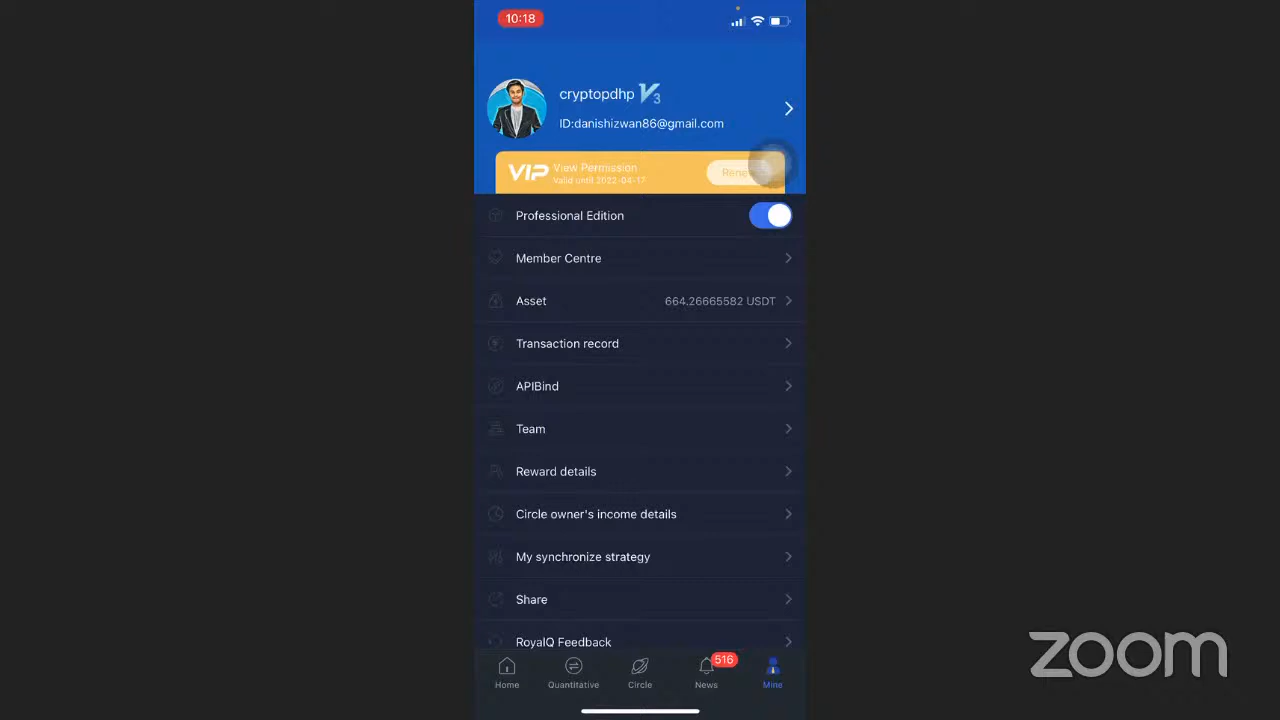 10:18
cryptopdhp V3
ID:danishizwan86@gmail.com
VIP View Permission
Valid until 2022-04-17
Professional Edition
Member Centre
Asset 664.26665582 USDT
Transaction record
APIBind
Team
Reward details
Circle owner's income details
My synchronize strategy
Share
RoyalQ Feedback
516
Home Quantitative Circle News Mine
zoom